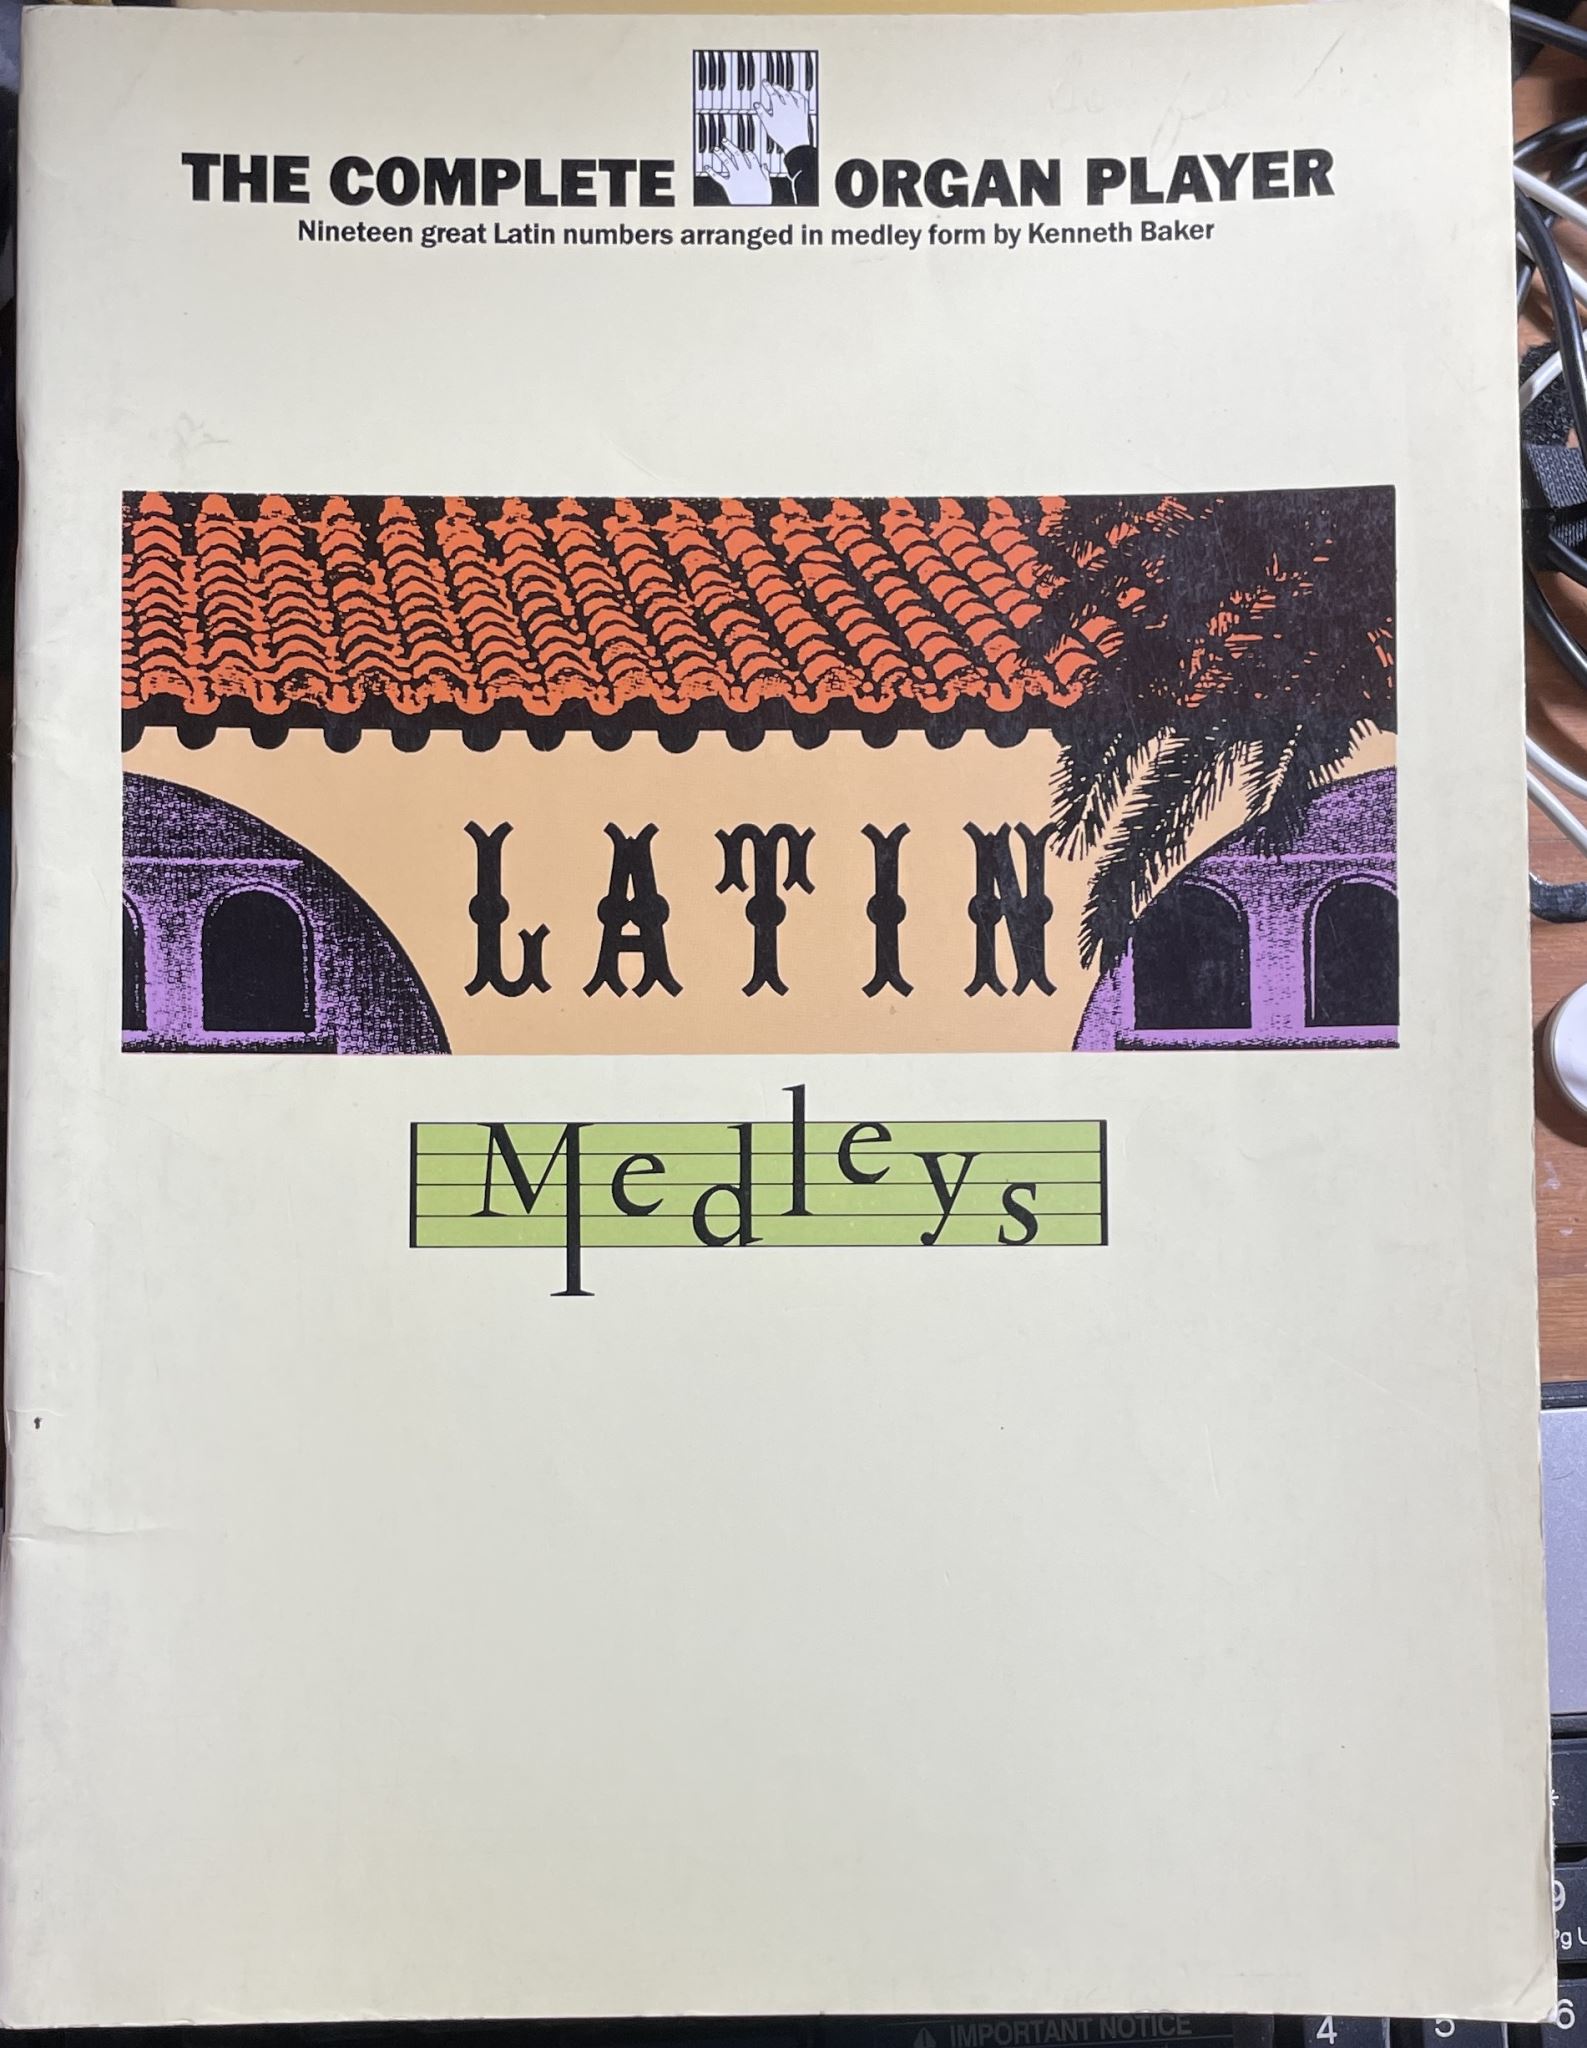 THE COMPLETE ORGAN PLAYER
Nineteen great Latin numbers arranged in medley form by Kenneth Baker
LATIN
Medleys
*
9
6
IMPORTANT NOTICE
4
5